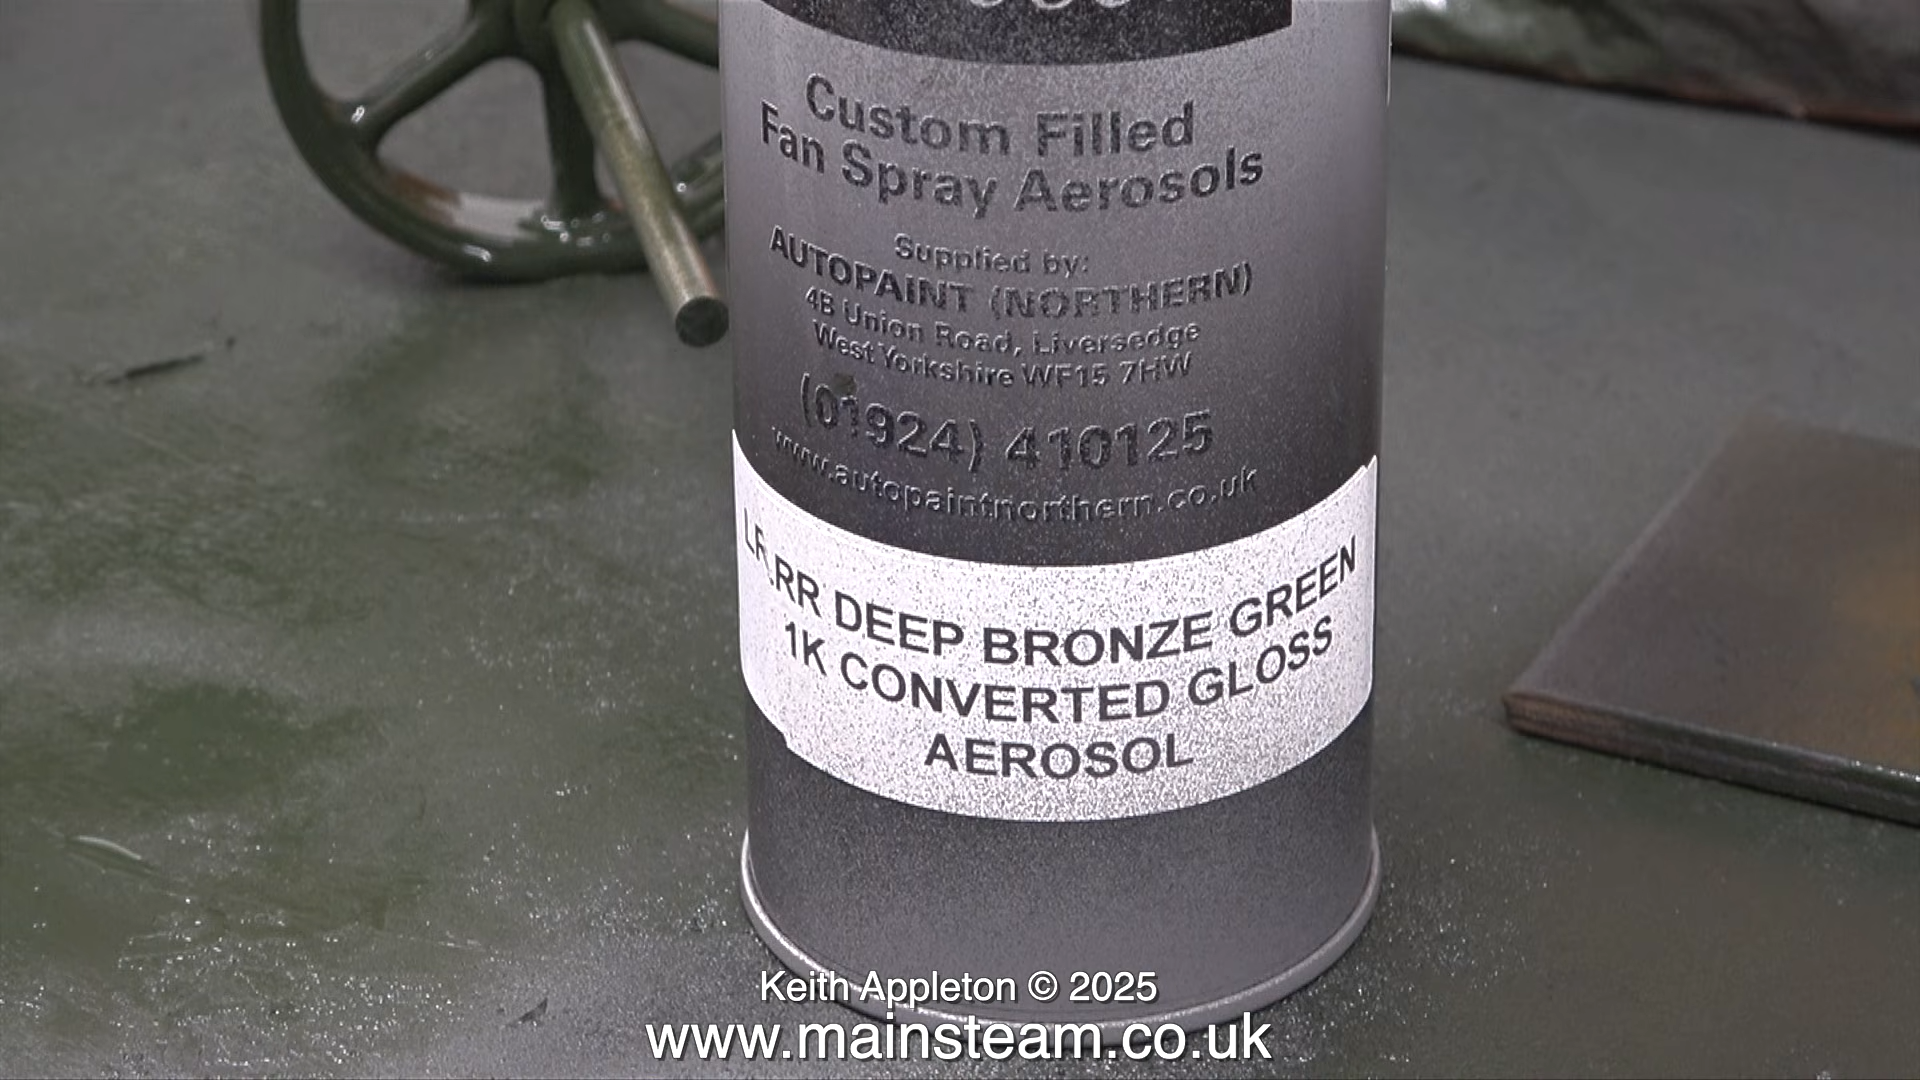 Custom Filled
Fan Spray Aerosols
Supplied by:
AUTOPAINT (NORTHERN)
4B Union Road, Liversedge
West Yorkshire WF15 7HW
(01924) 410125
www.autopaintnorthern.co.uk
RR DEEP BRONZE GREEN
1K CONVERTED GLOSS
AEROSOL
Keith Appleton © 2025
www.mainsteam.co.uk